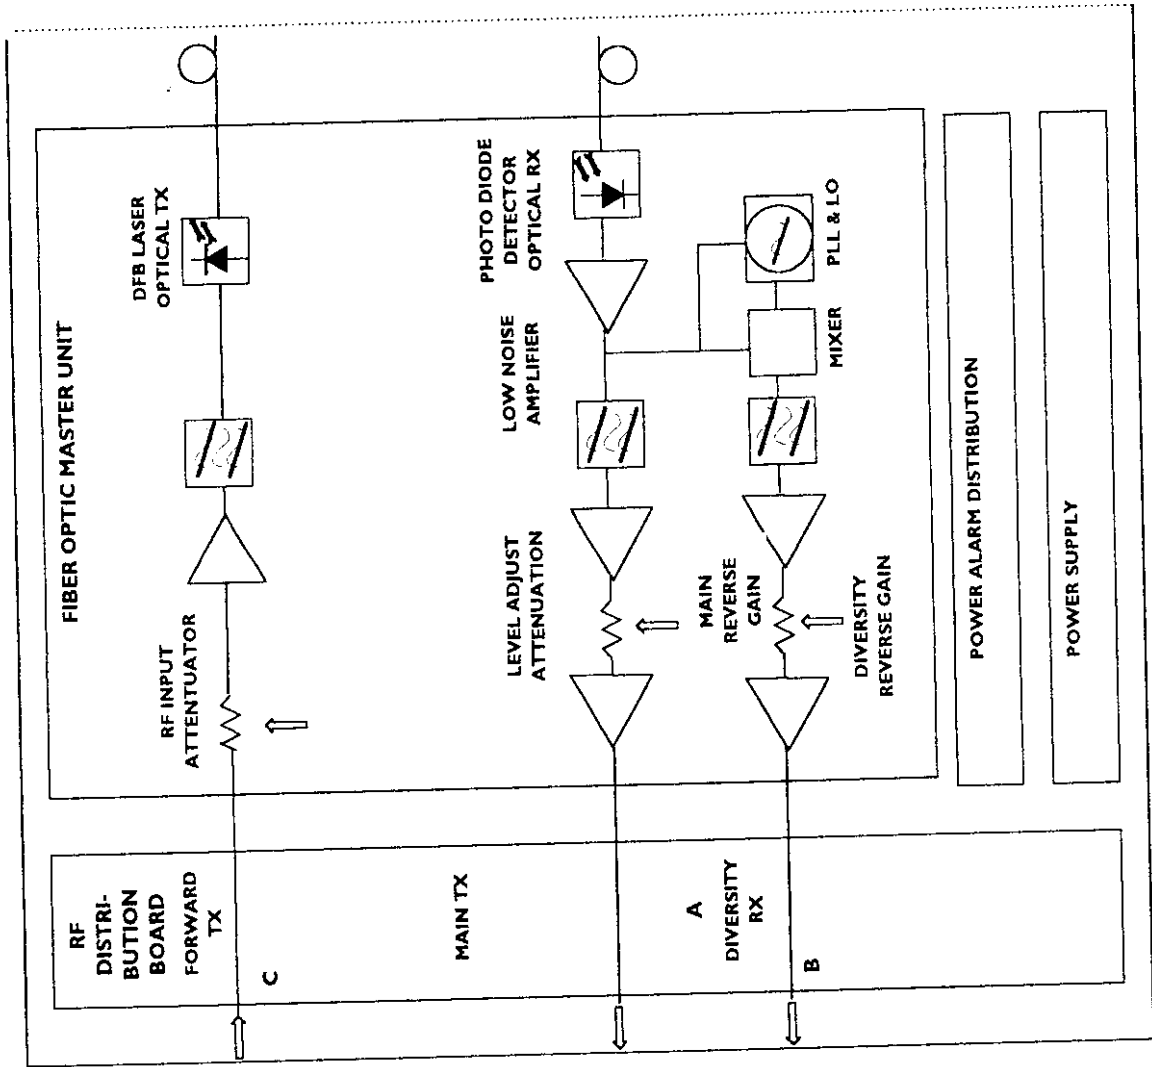 FIBER OPTIC MASTER UNIT
RF
DISTRI-
BUTION
BOARD
FORWARD
TX
C
RF INPUT
ATTENTUATOR
DFB LASER
OPTICAL TX
MAIN TX
LEVEL ADJUST
ATTENUATION
LOW NOISE
AMPLIFIER
PHOTO DIODE
DETECTOR
OPTICAL RX
A
DIVERSITY
RX
B
MAIN
REVERSE
GAIN
DIVERSITY
REVERSE GAIN
MIXER
PLL & LO
POWER ALARM DISTRIBUTION
POWER SUPPLY